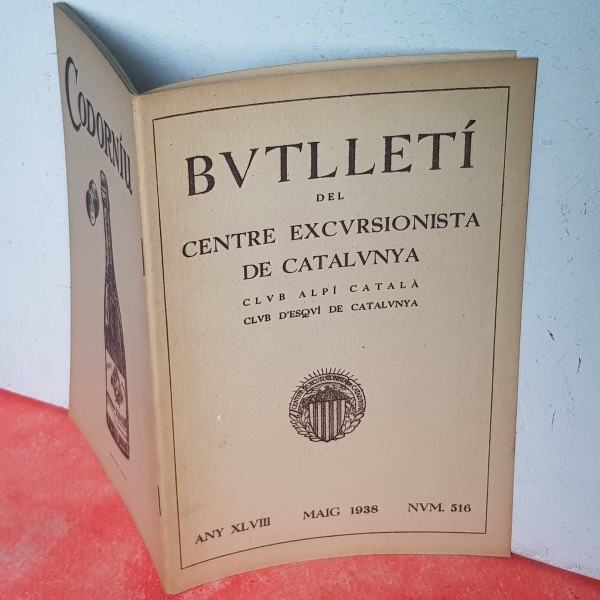 CODORNÍU
BVTLLETÍ
DEL
CENTRE EXCVRSIONISTA
DE CATALVNYA
CLVB ALPÍ CATALÀ
CLVB D'ESQVÍ DE CATALVNYA
ANY XLVIII MAIG 1938 NVM. 516